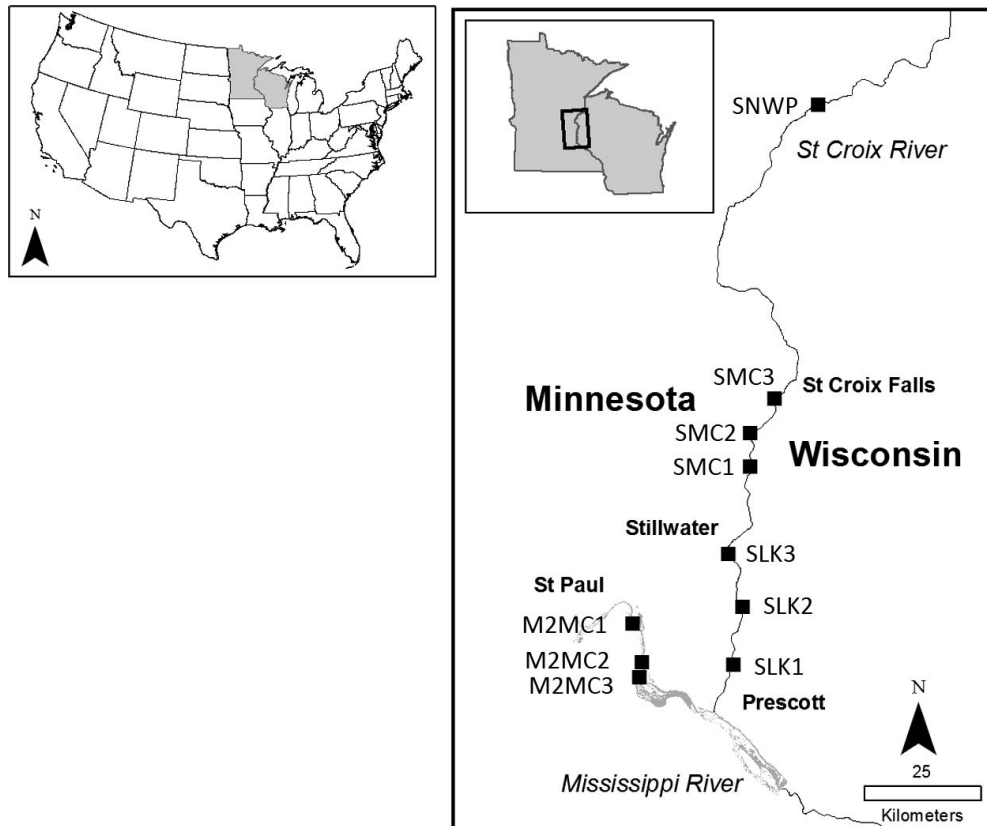 N
SNWP
St Croix River
SMC3
St Croix Falls
Minnesota
SMC2
Wisconsin
SMC1
Stillwater
SLK3
St Paul
SLK2
M2MC1
M2MC2
SLK1
M2MC3
Prescott
N
Mississippi River
25
Kilometers